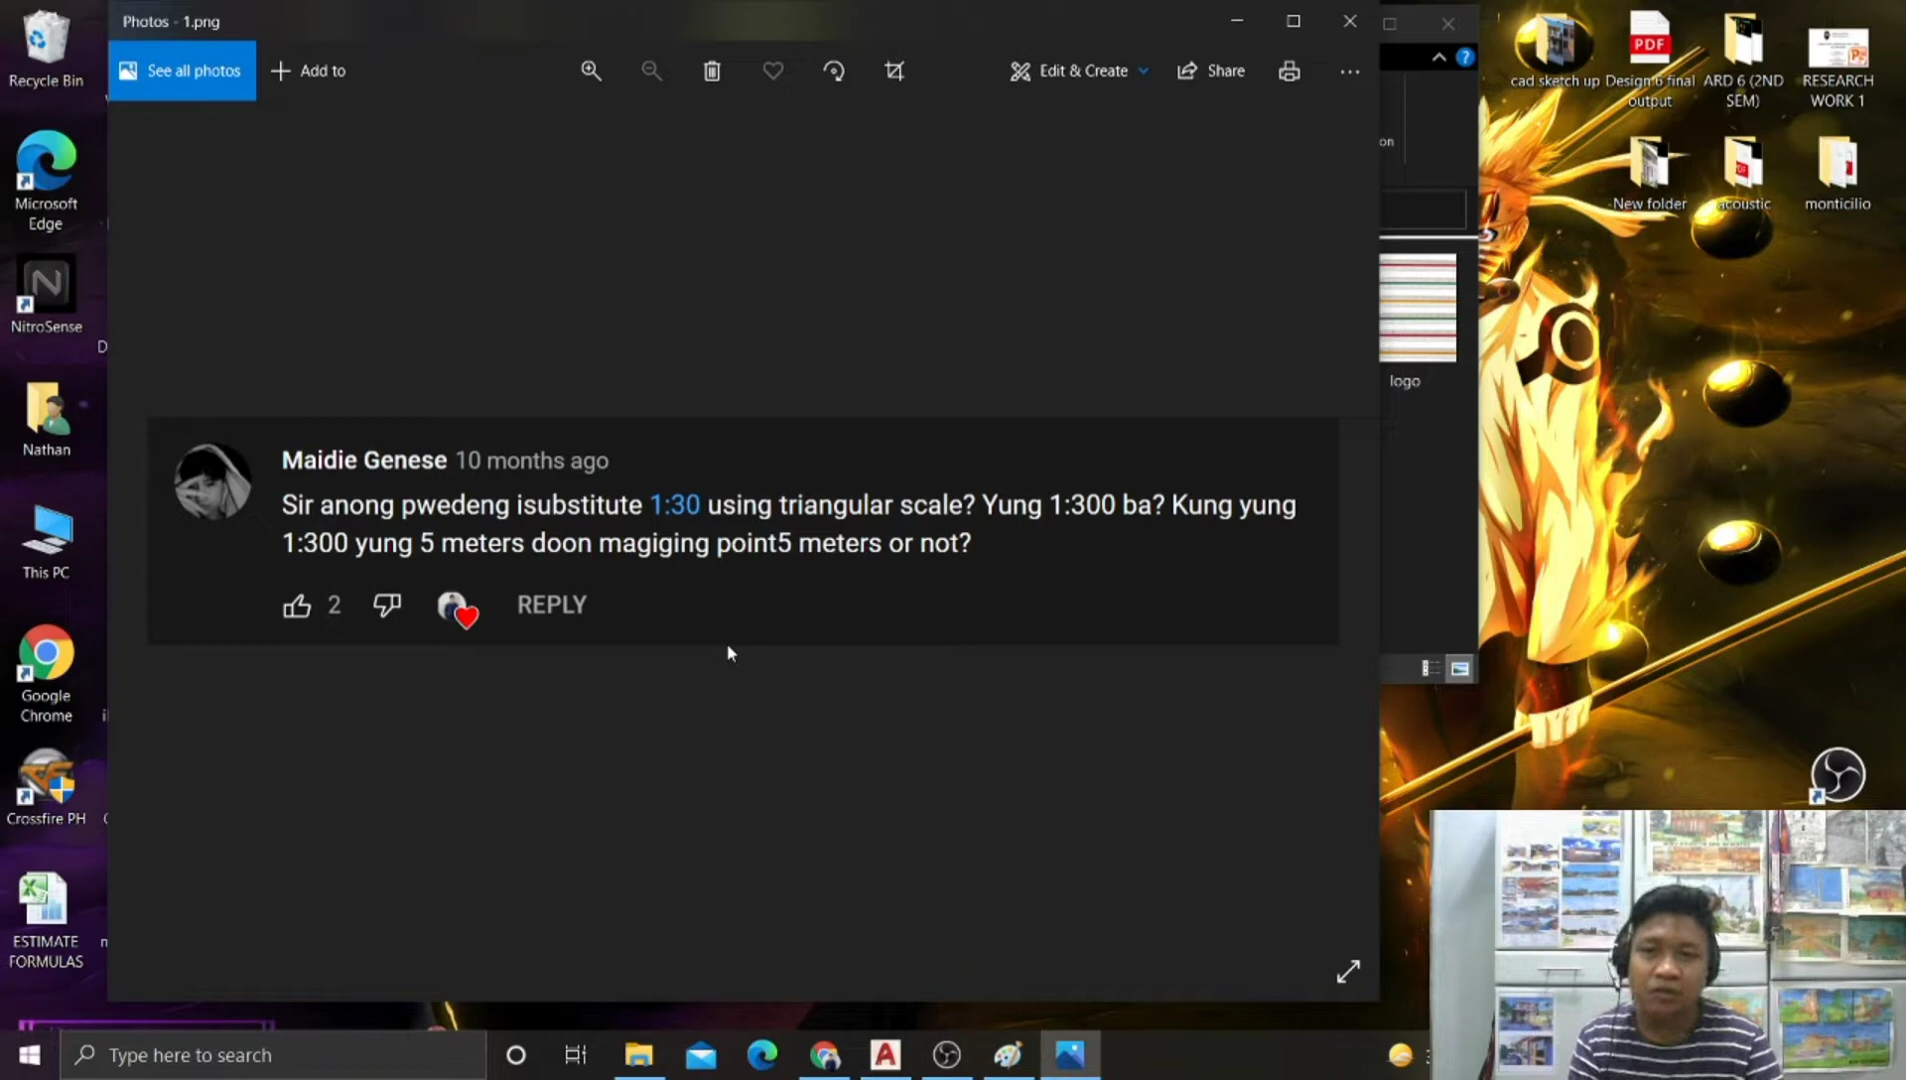 Photos - 1.png
See all photos
Add to
Edit & Create
Share
Recycle Bin
Microsoft
Edge
NitroSense
Nathan
This PC
Google
Chrome
Crossfire PH
ESTIMATE
FORMULAS
cad sketch up
Design 6 final
output
ARD 6 (2ND
SEM)
RESEARCH
WORK 1
New folder
acoustic
monticilio
on
logo
Maidie Genese 10 months ago
Sir anong pwedeng isubstitute 1:30 using triangular scale? Yung 1:300 ba? Kung yung
1:300 yung 5 meters doon magiging point5 meters or not?
2
REPLY
Type here to search